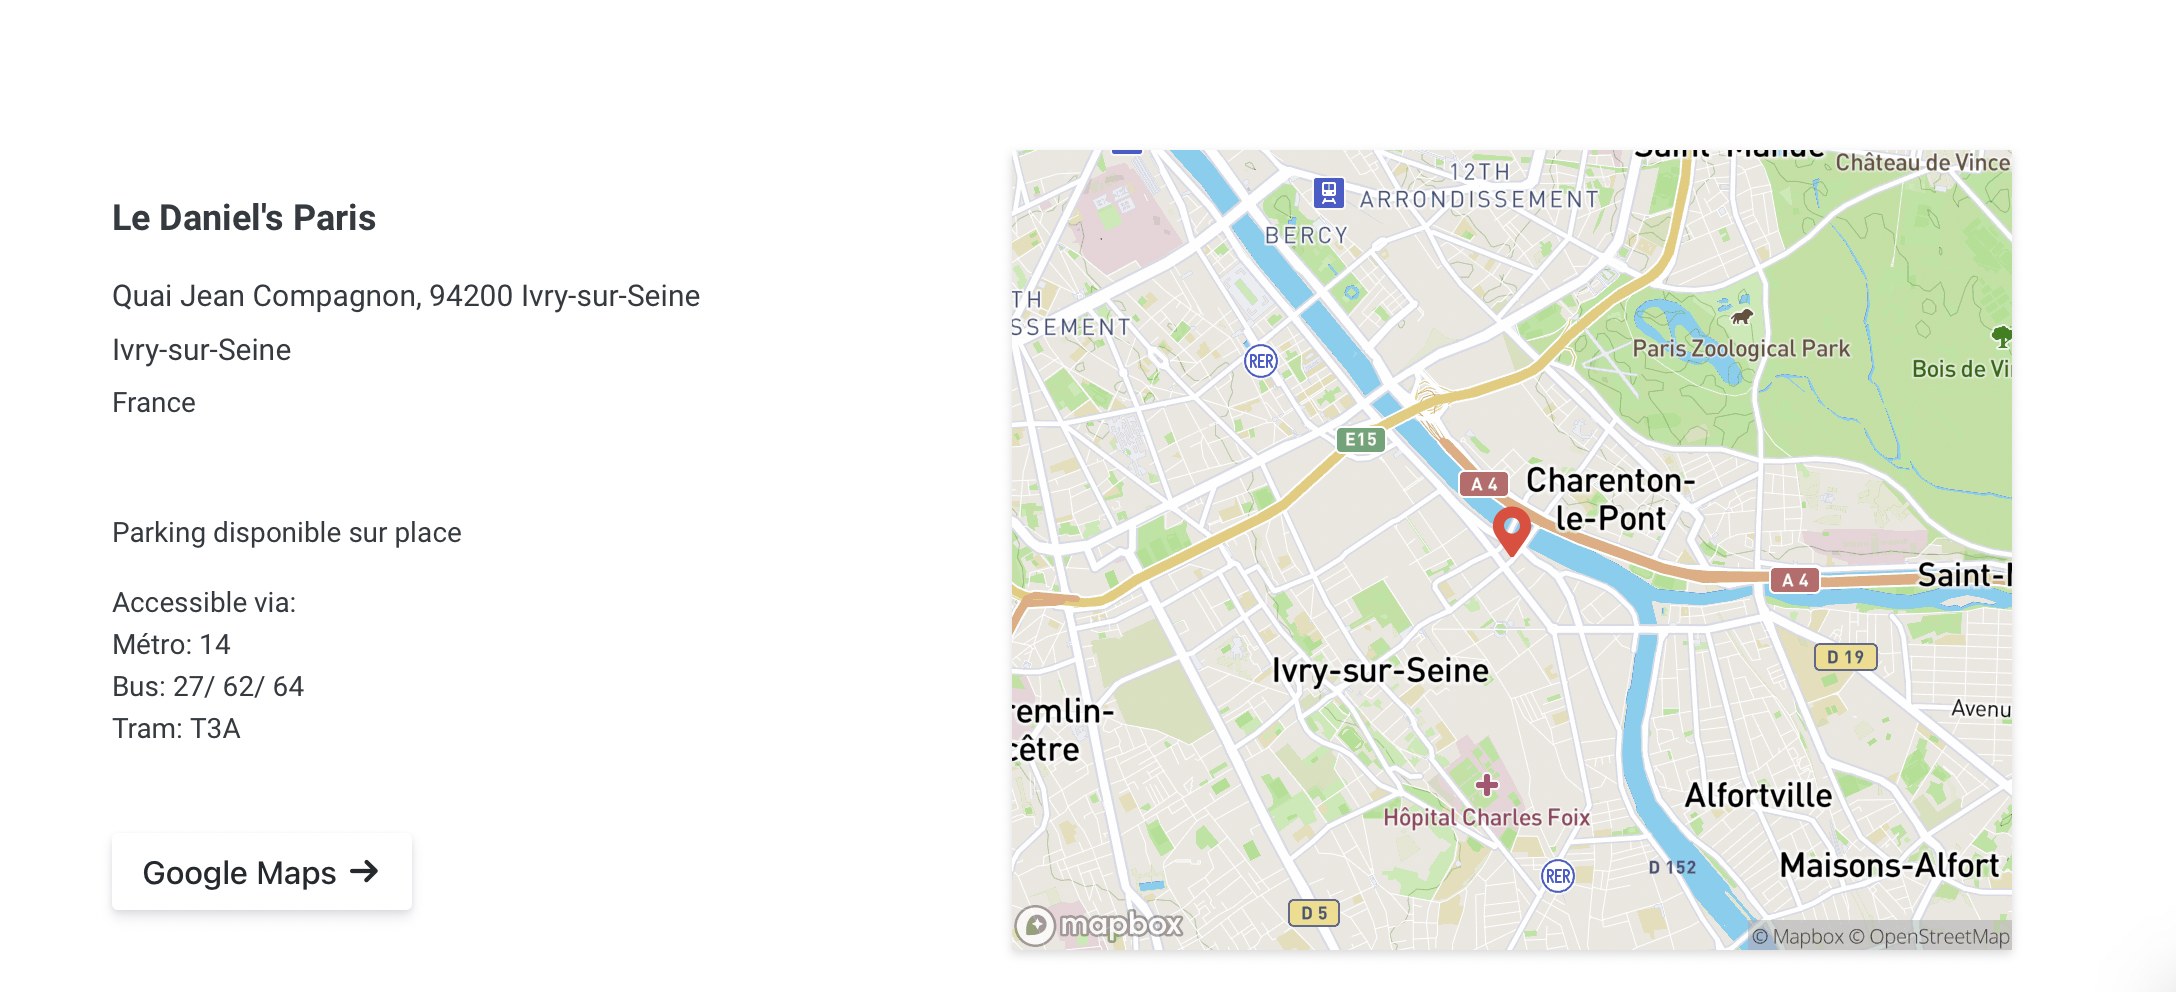 Le Daniel's Paris
Quai Jean Compagnon, 94200 Ivry-sur-Seine
Ivry-sur-Seine
France
Parking disponible sur place
Accessible via:
Métro: 14
Bus: 27/ 62/ 64
Tram: T3A
Google Maps →
Saint-Mandé
Château de Vince
12TH
ARRONDISSEMENT
BERCY
TH
SSEMENT
RER
Paris Zoological Park
Bois de Vi
E15
A 4
Charenton-
le-Pont
A 4
Saint-
D 19
Ivry-sur-Seine
remlin-
cêtre
Avenu
Hôpital Charles Foix
Alfortville
Maisons-Alfort
D 152
RER
D 5
mapbox
© Mapbox © OpenStreetMap